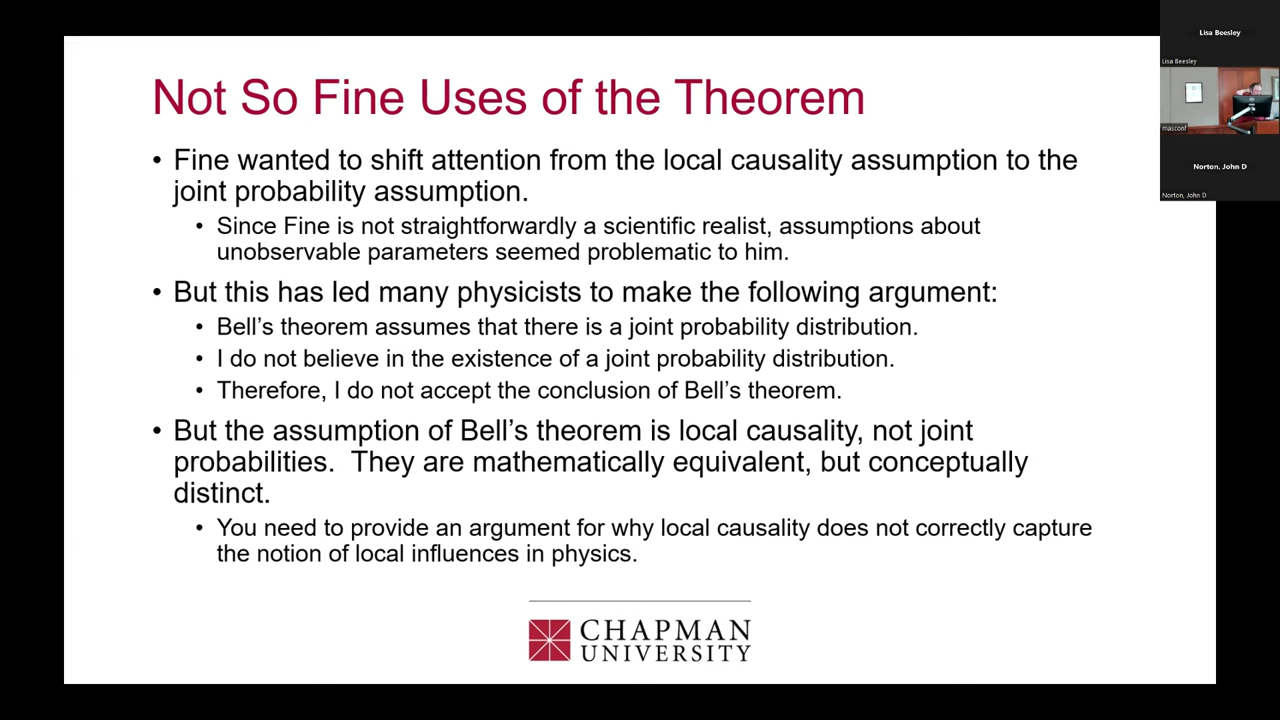 Not So Fine Uses of the Theorem
• Fine wanted to shift attention from the local causality assumption to the
joint probability assumption.
• Since Fine is not straightforwardly a scientific realist, assumptions about
unobservable parameters seemed problematic to him.
• But this has led many physicists to make the following argument:
• Bell's theorem assumes that there is a joint probability distribution.
• I do not believe in the existence of a joint probability distribution.
• Therefore, I do not accept the conclusion of Bell's theorem.
• But the assumption of Bell's theorem is local causality, not joint
probabilities.  They are mathematically equivalent, but conceptually
distinct.
• You need to provide an argument for why local causality does not correctly capture
the notion of local influences in physics.
CHAPMAN
UNIVERSITY
Lisa Beesley
Lisa Beesley
masconf
Norton, John D
Norton, John D